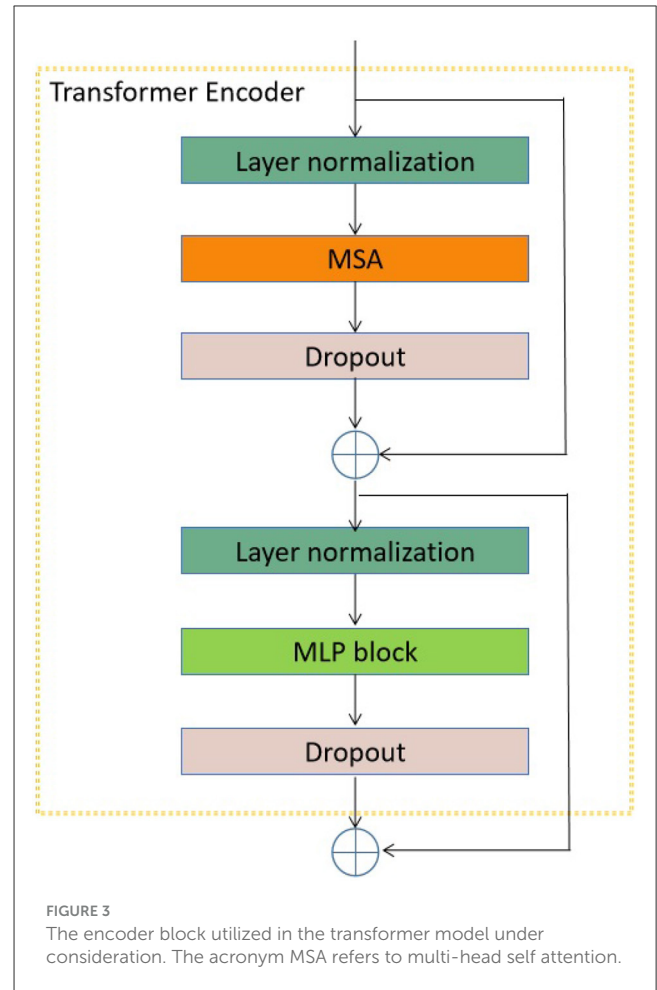 Transformer Encoder
Layer normalization
MSA
Dropout
Layer normalization
MLP block
Dropout
FIGURE 3
The encoder block utilized in the transformer model under
consideration. The acronym MSA refers to multi-head self attention.